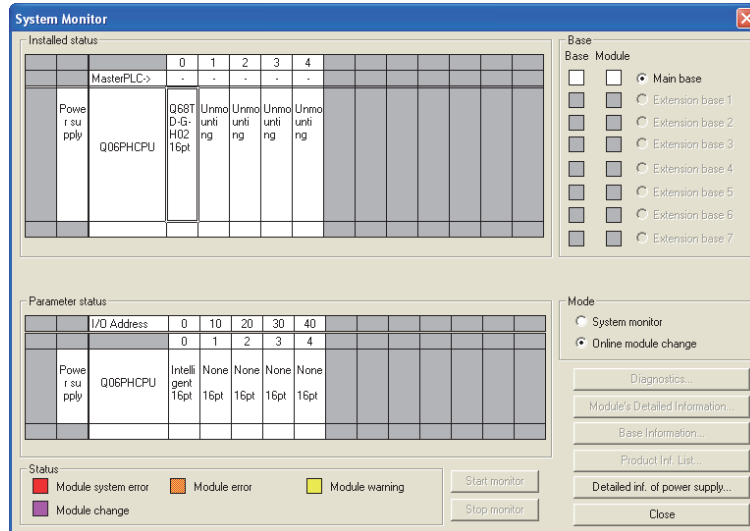 System Monitor
Installed status
0 1 2 3 4
MasterPLC-> - - - - -
Powe
r su
pply
Q06PHCPU
Q68T
D-G-
H02
16pt
Unmo
unti
ng
Unmo
unti
ng
Unmo
unti
ng
Unmo
unti
ng
Base
Base Module
Main base
Extension base 1
Extension base 2
Extension base 3
Extension base 4
Extension base 5
Extension base 6
Extension base 7
Parameter status
I/O Address 0 10 20 30 40
0 1 2 3 4
Powe
r su
pply
Q06PHCPU
Intelli
gent
16pt
None
16pt
None
16pt
None
16pt
None
16pt
Mode
System monitor
Online module change
Diagnostics...
Module's Detailed Information...
Base Information...
Product Inf. List...
Detailed inf. of power supply...
Close
Status
Module system error
Module error
Module warning
Module change
Start monitor
Stop monitor